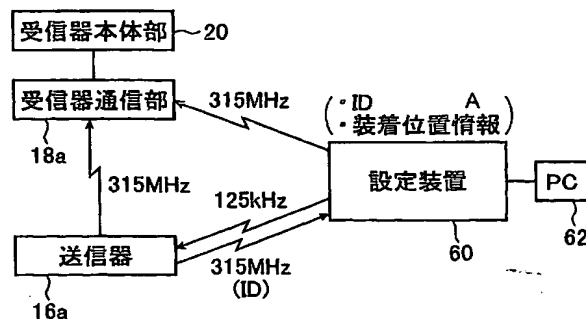 受信器本体部
20
受信器通信部
18a
315MHz
・ID A
・装着位置情報
設定装置
60
PC
62
315MHz
125kHz
送信器
16a
315MHz
(ID)